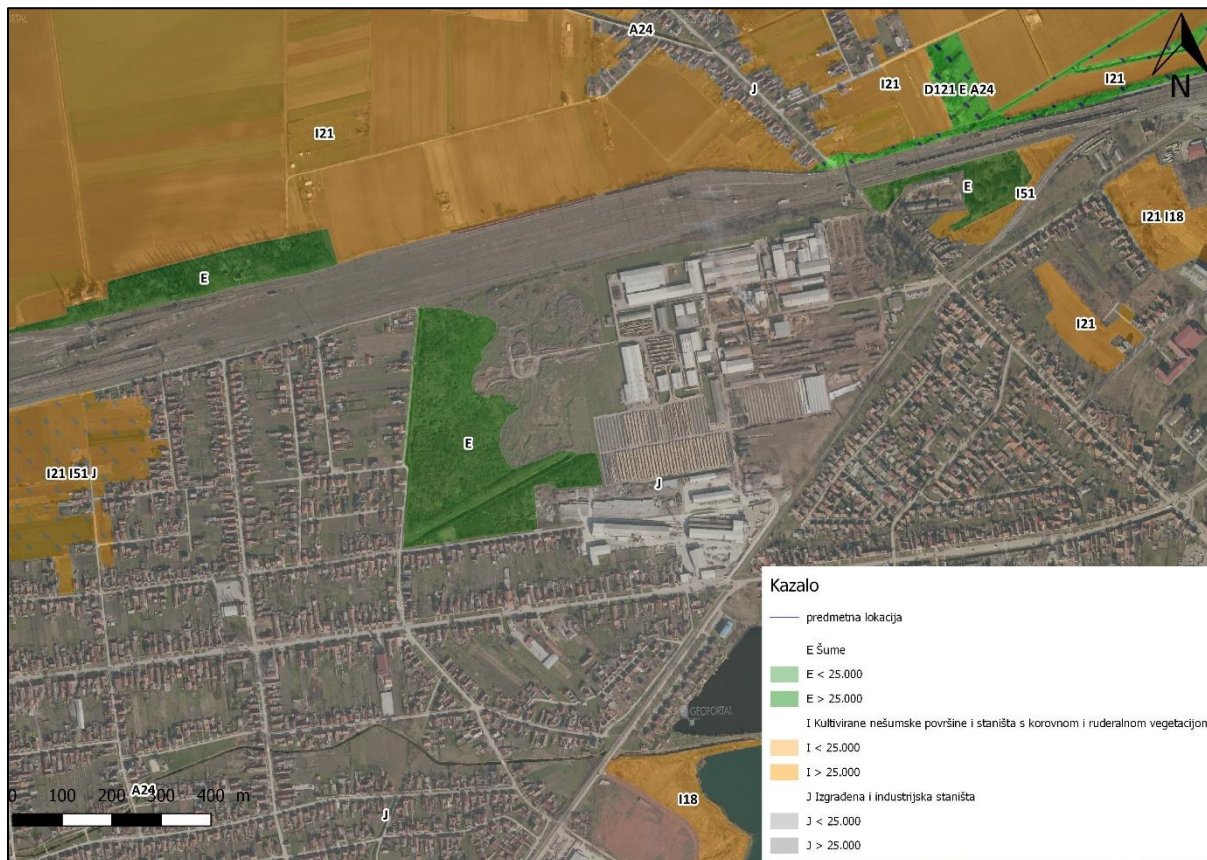 PORTAL
A24
J
I21
D121 E A24
I21
N
I21
E
I51
I21 I18
E
I21
E
I21 I51 J
J
GEOPORTAL
I18
A24
J
0 100 200 300 400 m
Kazalo
predmetna lokacija
E Šume
E < 25.000
E > 25.000
I Kultivirane nešumske površine i staništa s korovnom i ruderalnom vegetacijom
I < 25.000
I > 25.000
J Izgrađena i industrijska staništa
J < 25.000
J > 25.000